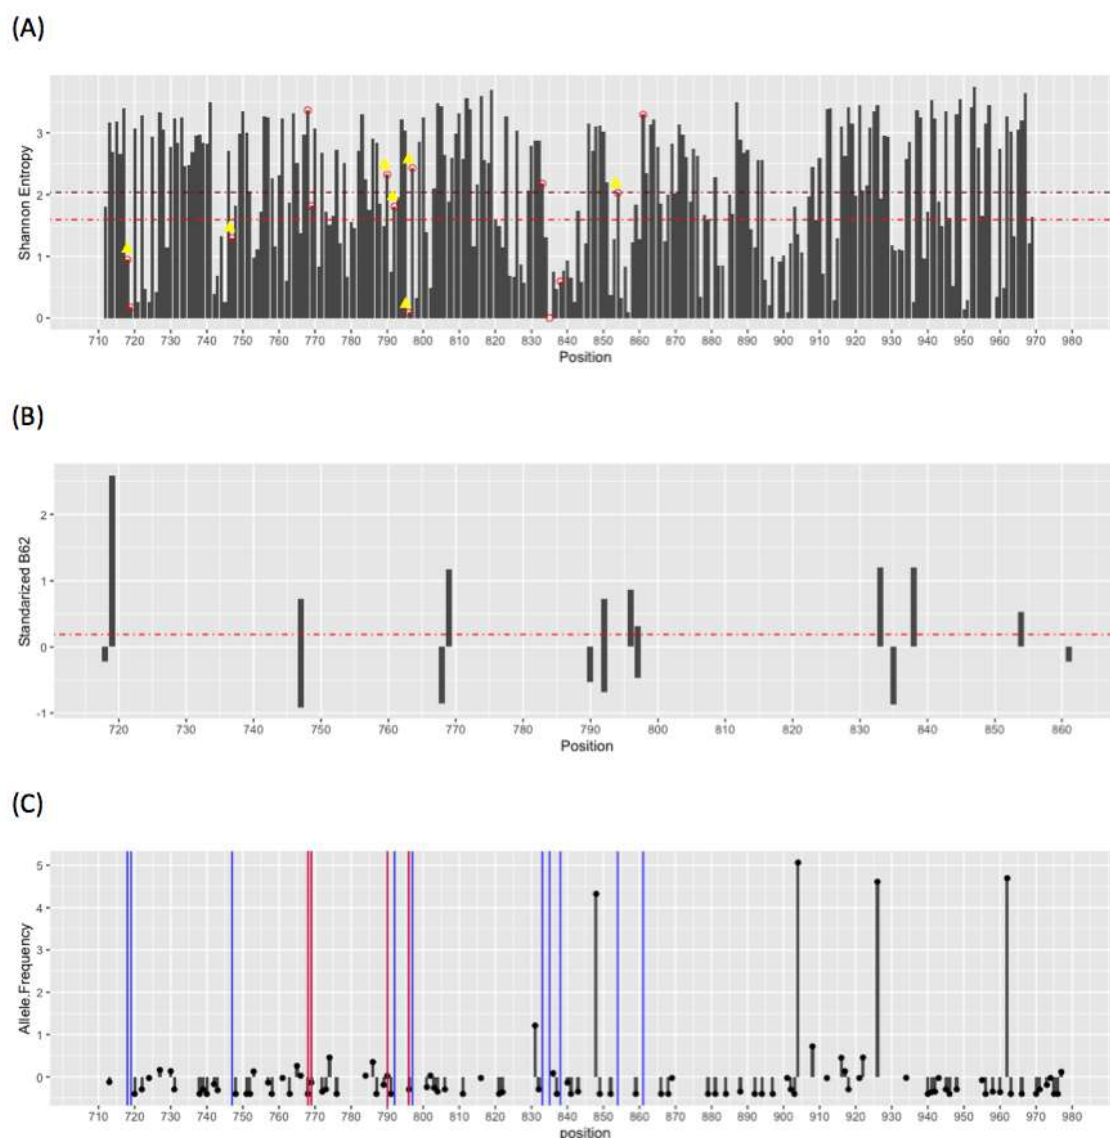 (A)
3
2
1
0
Shannon Entropy
710 720 730 740 750 760 770 780 790 800 810 820 830 840 850 860 870 880 890 900 910 920 930 940 950 960 970 980
Position
(B)
2
1
0
-1
Standarized B62
720 730 740 750 760 770 780 790 800 810 820 830 840 850 860
Position
(C)
5
4
3
2
1
0
Allele.Frequency
710 720 730 740 750 760 770 780 790 800 810 820 830 840 850 860 870 880 890 900 910 920 930 940 950 960 970 980
position